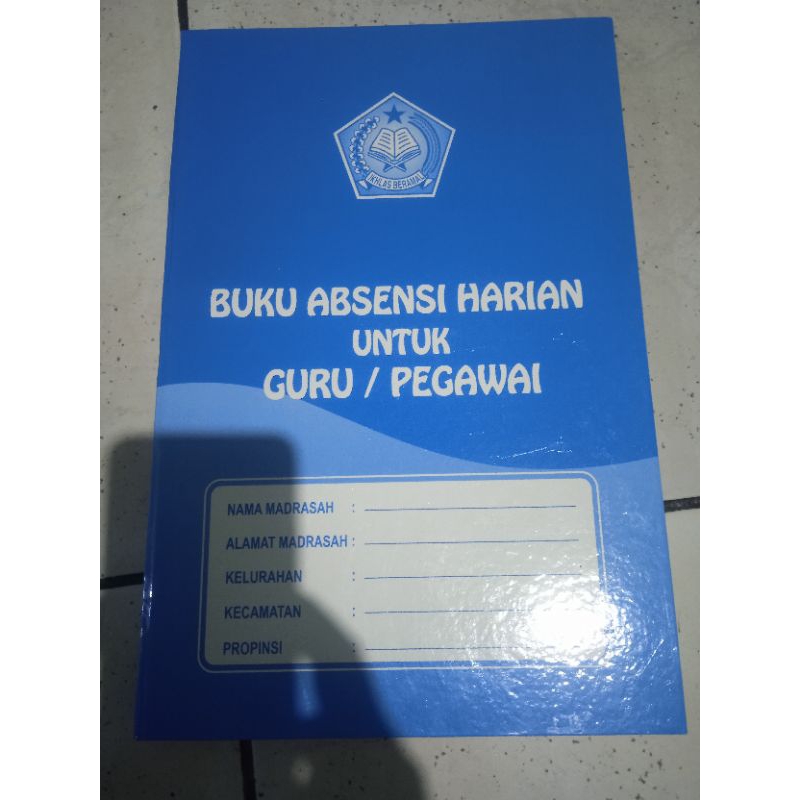 IKHLAS BERAMAL
BUKU ABSENSI HARIAN
UNTUK
GURU / PEGAWAI
NAMA MADRASAH :
ALAMAT MADRASAH :
KELURAHAN :
KECAMATAN :
PROPINSI :